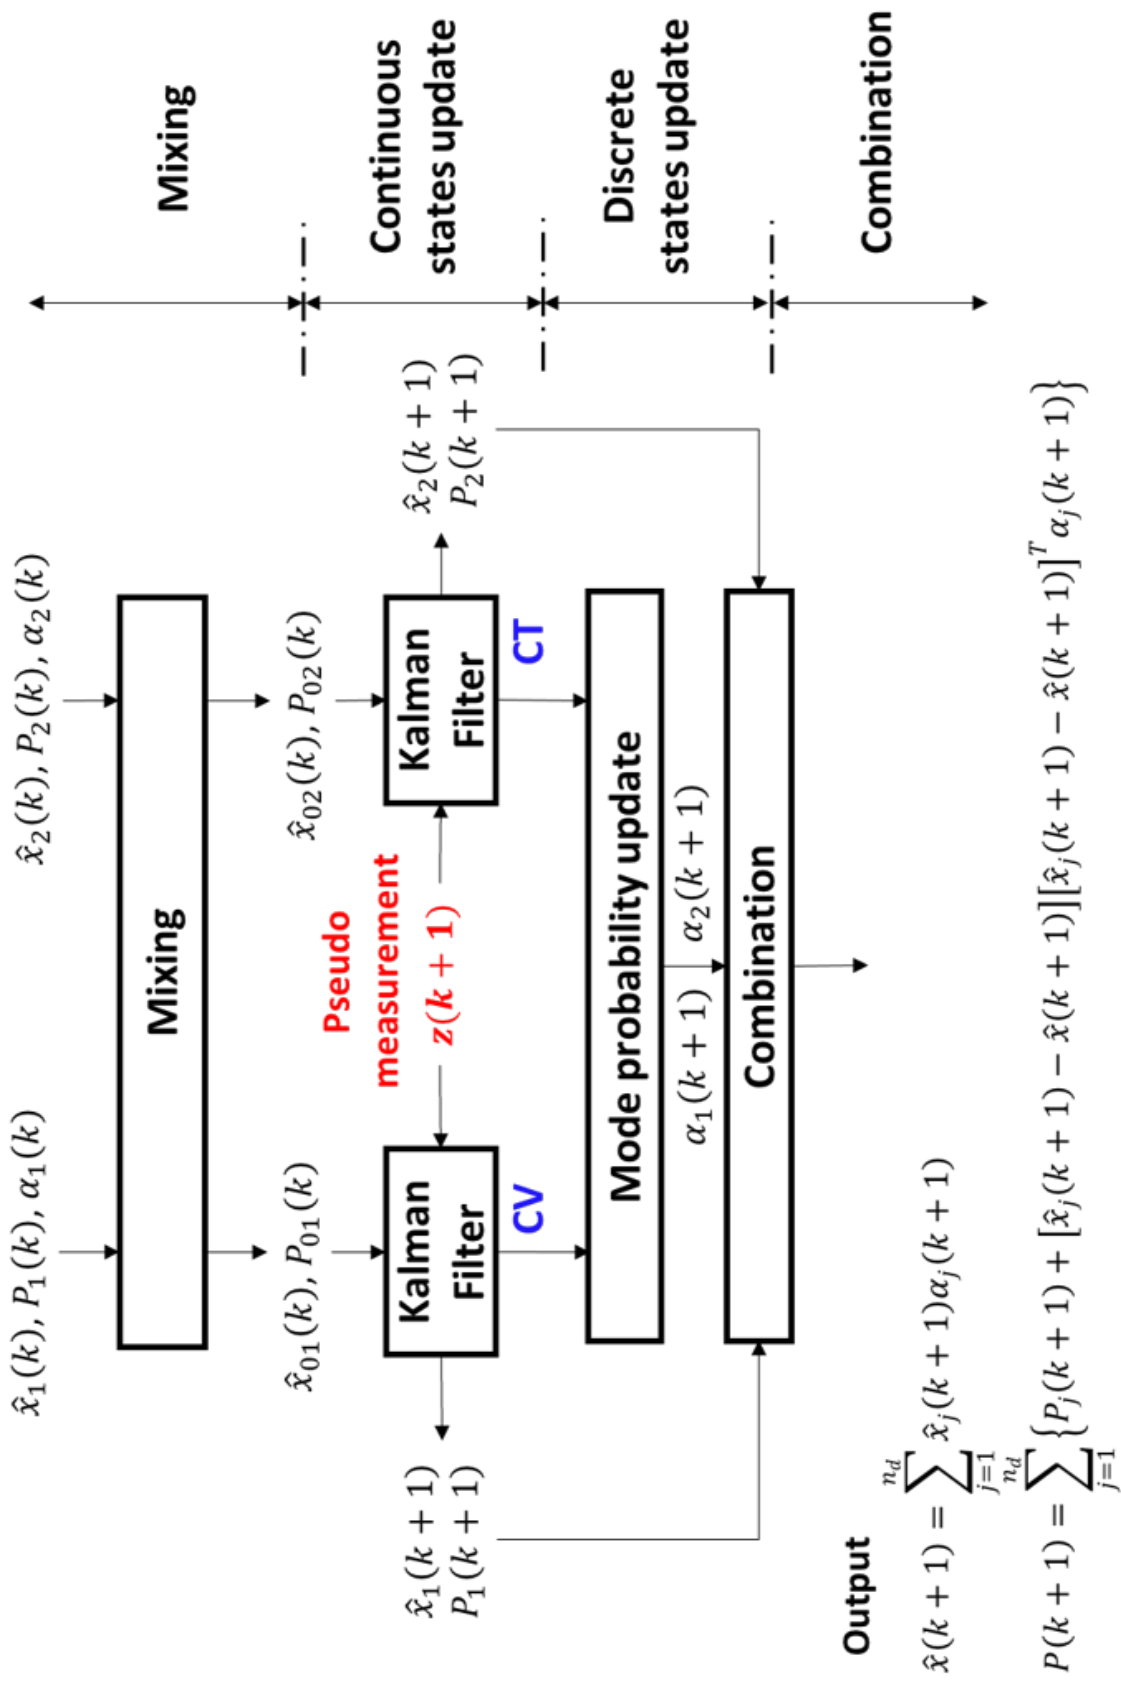 x̂₁(k), P₁(k), α₁(k)
x̂₂(k), P₂(k), α₂(k)
Mixing
Mixing
x̂₀₁(k), P₀₁(k)
x̂₀₂(k), P₀₂(k)
Pseudo
measurement
z(k + 1)
Kalman
Filter
CV
Kalman
Filter
CT
x̂₁(k + 1)
P₁(k + 1)
x̂₂(k + 1)
P₂(k + 1)
Continuous
states update
Mode probability update
Discrete
states update
α₁(k + 1) α₂(k + 1)
Combination
Combination
Output
x̂(k + 1) = ∑_{j=1}^{n_d} x̂ⱼ(k + 1)αⱼ(k + 1)
P(k + 1) = ∑_{j=1}^{n_d} {Pⱼ(k + 1) + [x̂ⱼ(k + 1) − x̂(k + 1)][x̂ⱼ(k + 1) − x̂(k + 1)]ᵀ αⱼ(k + 1)}